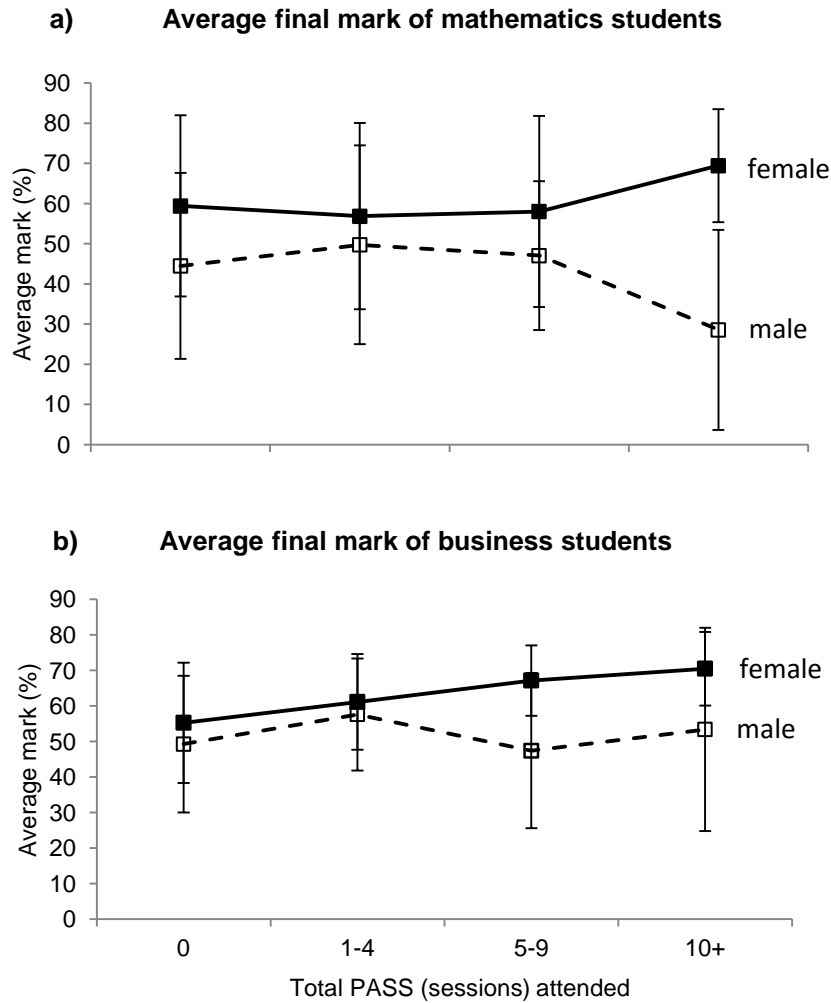 a) Average final mark of mathematics students
90
80
70
60
50
40
30
20
10
0
Average mark (%)
female
male
b) Average final mark of business students
90
80
70
60
50
40
30
20
10
0
Average mark (%)
female
male
0 1-4 5-9 10+
Total PASS (sessions) attended